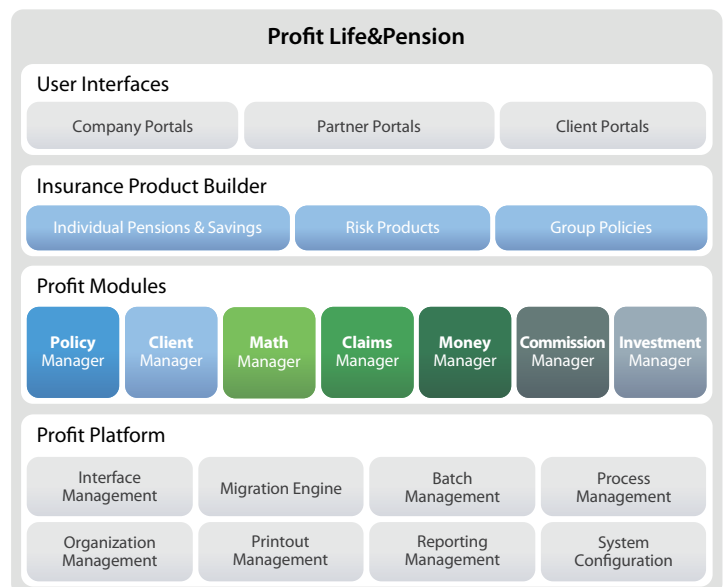 Profit Life&Pension
User Interfaces
Company Portals
Partner Portals
Client Portals
Insurance Product Builder
Individual Pensions & Savings
Risk Products
Group Policies
Profit Modules
Policy
Manager
Client
Manager
Math
Manager
Claims
Manager
Money
Manager
Commission
Manager
Investment
Manager
Profit Platform
Interface
Management
Migration Engine
Batch
Management
Process
Management
Organization
Management
Printout
Management
Reporting
Management
System
Configuration